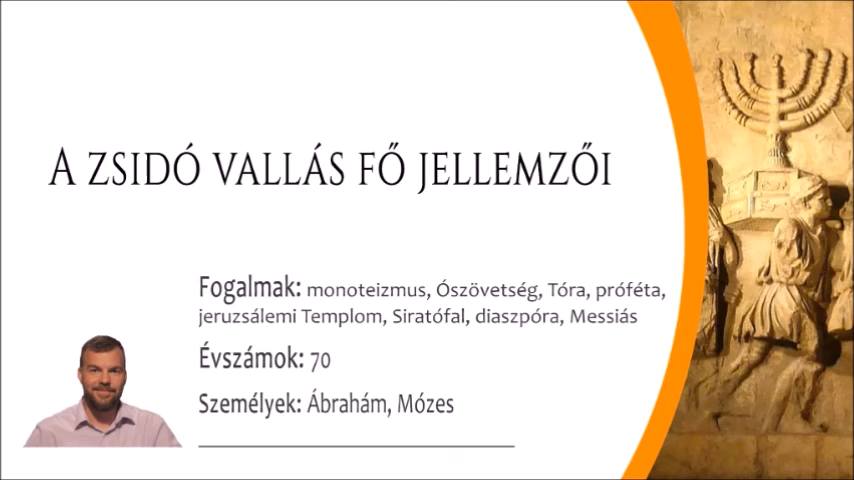 A ZSIDÓ VALLÁS FŐ JELLEMZŐI
Fogalmak: monoteizmus, Ószövetség, Tóra, próféta,
jeruzsálemi Templom, Siratófal, diaszpóra, Messiás
Évszámok: 70
Személyek: Ábrahám, Mózes